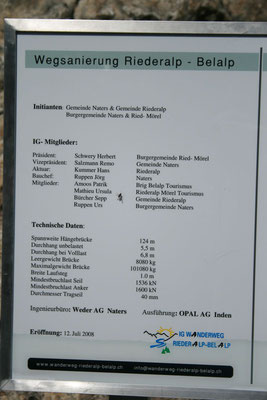 Wegsanierung Riederalp - Belalp
Initianten: Gemeinde Naters & Gemeinde Riederalp
Burgergemeinde Naters & Ried- Mörel
IG- Mitglieder:
Präsident: Schwery Herbert Burgergemeinde Ried- Mörel
Vizepräsident: Salzmann Remo Gemeinde Naters
Aktuar: Kummer Hans Riederalp
Bauchef: Ruppen Jörg Naters
Mitglieder: Amoos Patrik Brig Belalp Tourismus
Mathieu Ursula Riederalp Mörel Tourismus
Bürcher Sepp Gemeinde Riederalp
Ruppen Urs Burgergemeinde Naters
Technische Daten:
Spannweite Hängebrücke 124 m
Durchhang unbelastet 5,5 m
Durchhang bei Volllast 6,8 m
Leergewicht Brücke 8080 kg
Maximalgewicht Brücke 101080 kg
Breite Laufung 1.0 m
Mindestbruchlast Seil 1536 kN
Mindestbruchlast Anker 1600 kN
Durchmesser Tragseil 40 mm
Ingenieurbüro: Weder AG Naters Ausführung: OPAL AG Inden
Eröffnung: 12. Juli 2008
IG WANDERWEG
RIEDERALP-BELALP
www.wanderweg-riederalp-belalp.ch info@wanderweg-riederalp-belalp.ch